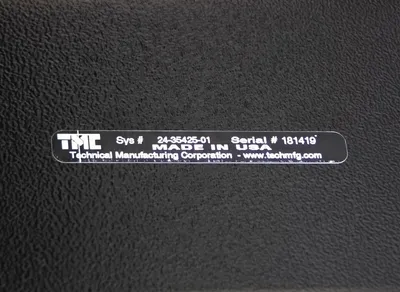 TMC Sys # 24-35425-01 Serial # 181419
MADE IN USA
Technical Manufacturing Corporation - www.techmfg.com